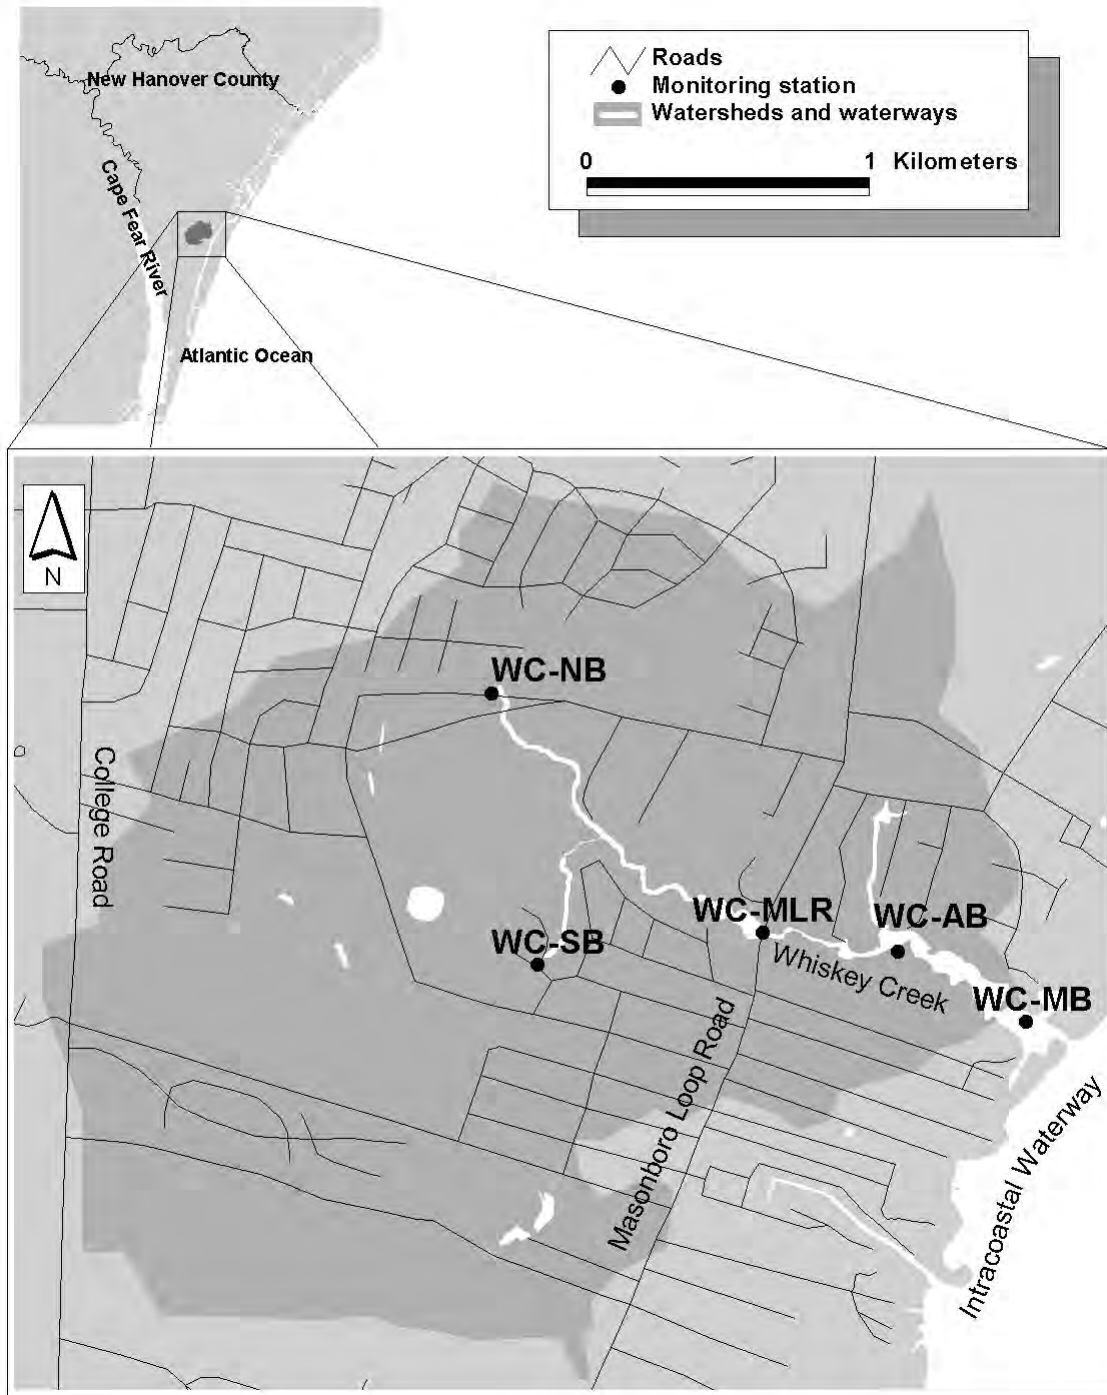 New Hanover County
Cape Fear River
Atlantic Ocean
Roads
Monitoring station
Watersheds and waterways
0 1 Kilometers
N
WC-NB
College Road
WC-SB
WC-MLR
WC-AB
Whiskey Creek
WC-MB
Masonboro Loop Road
Intracoastal Waterway